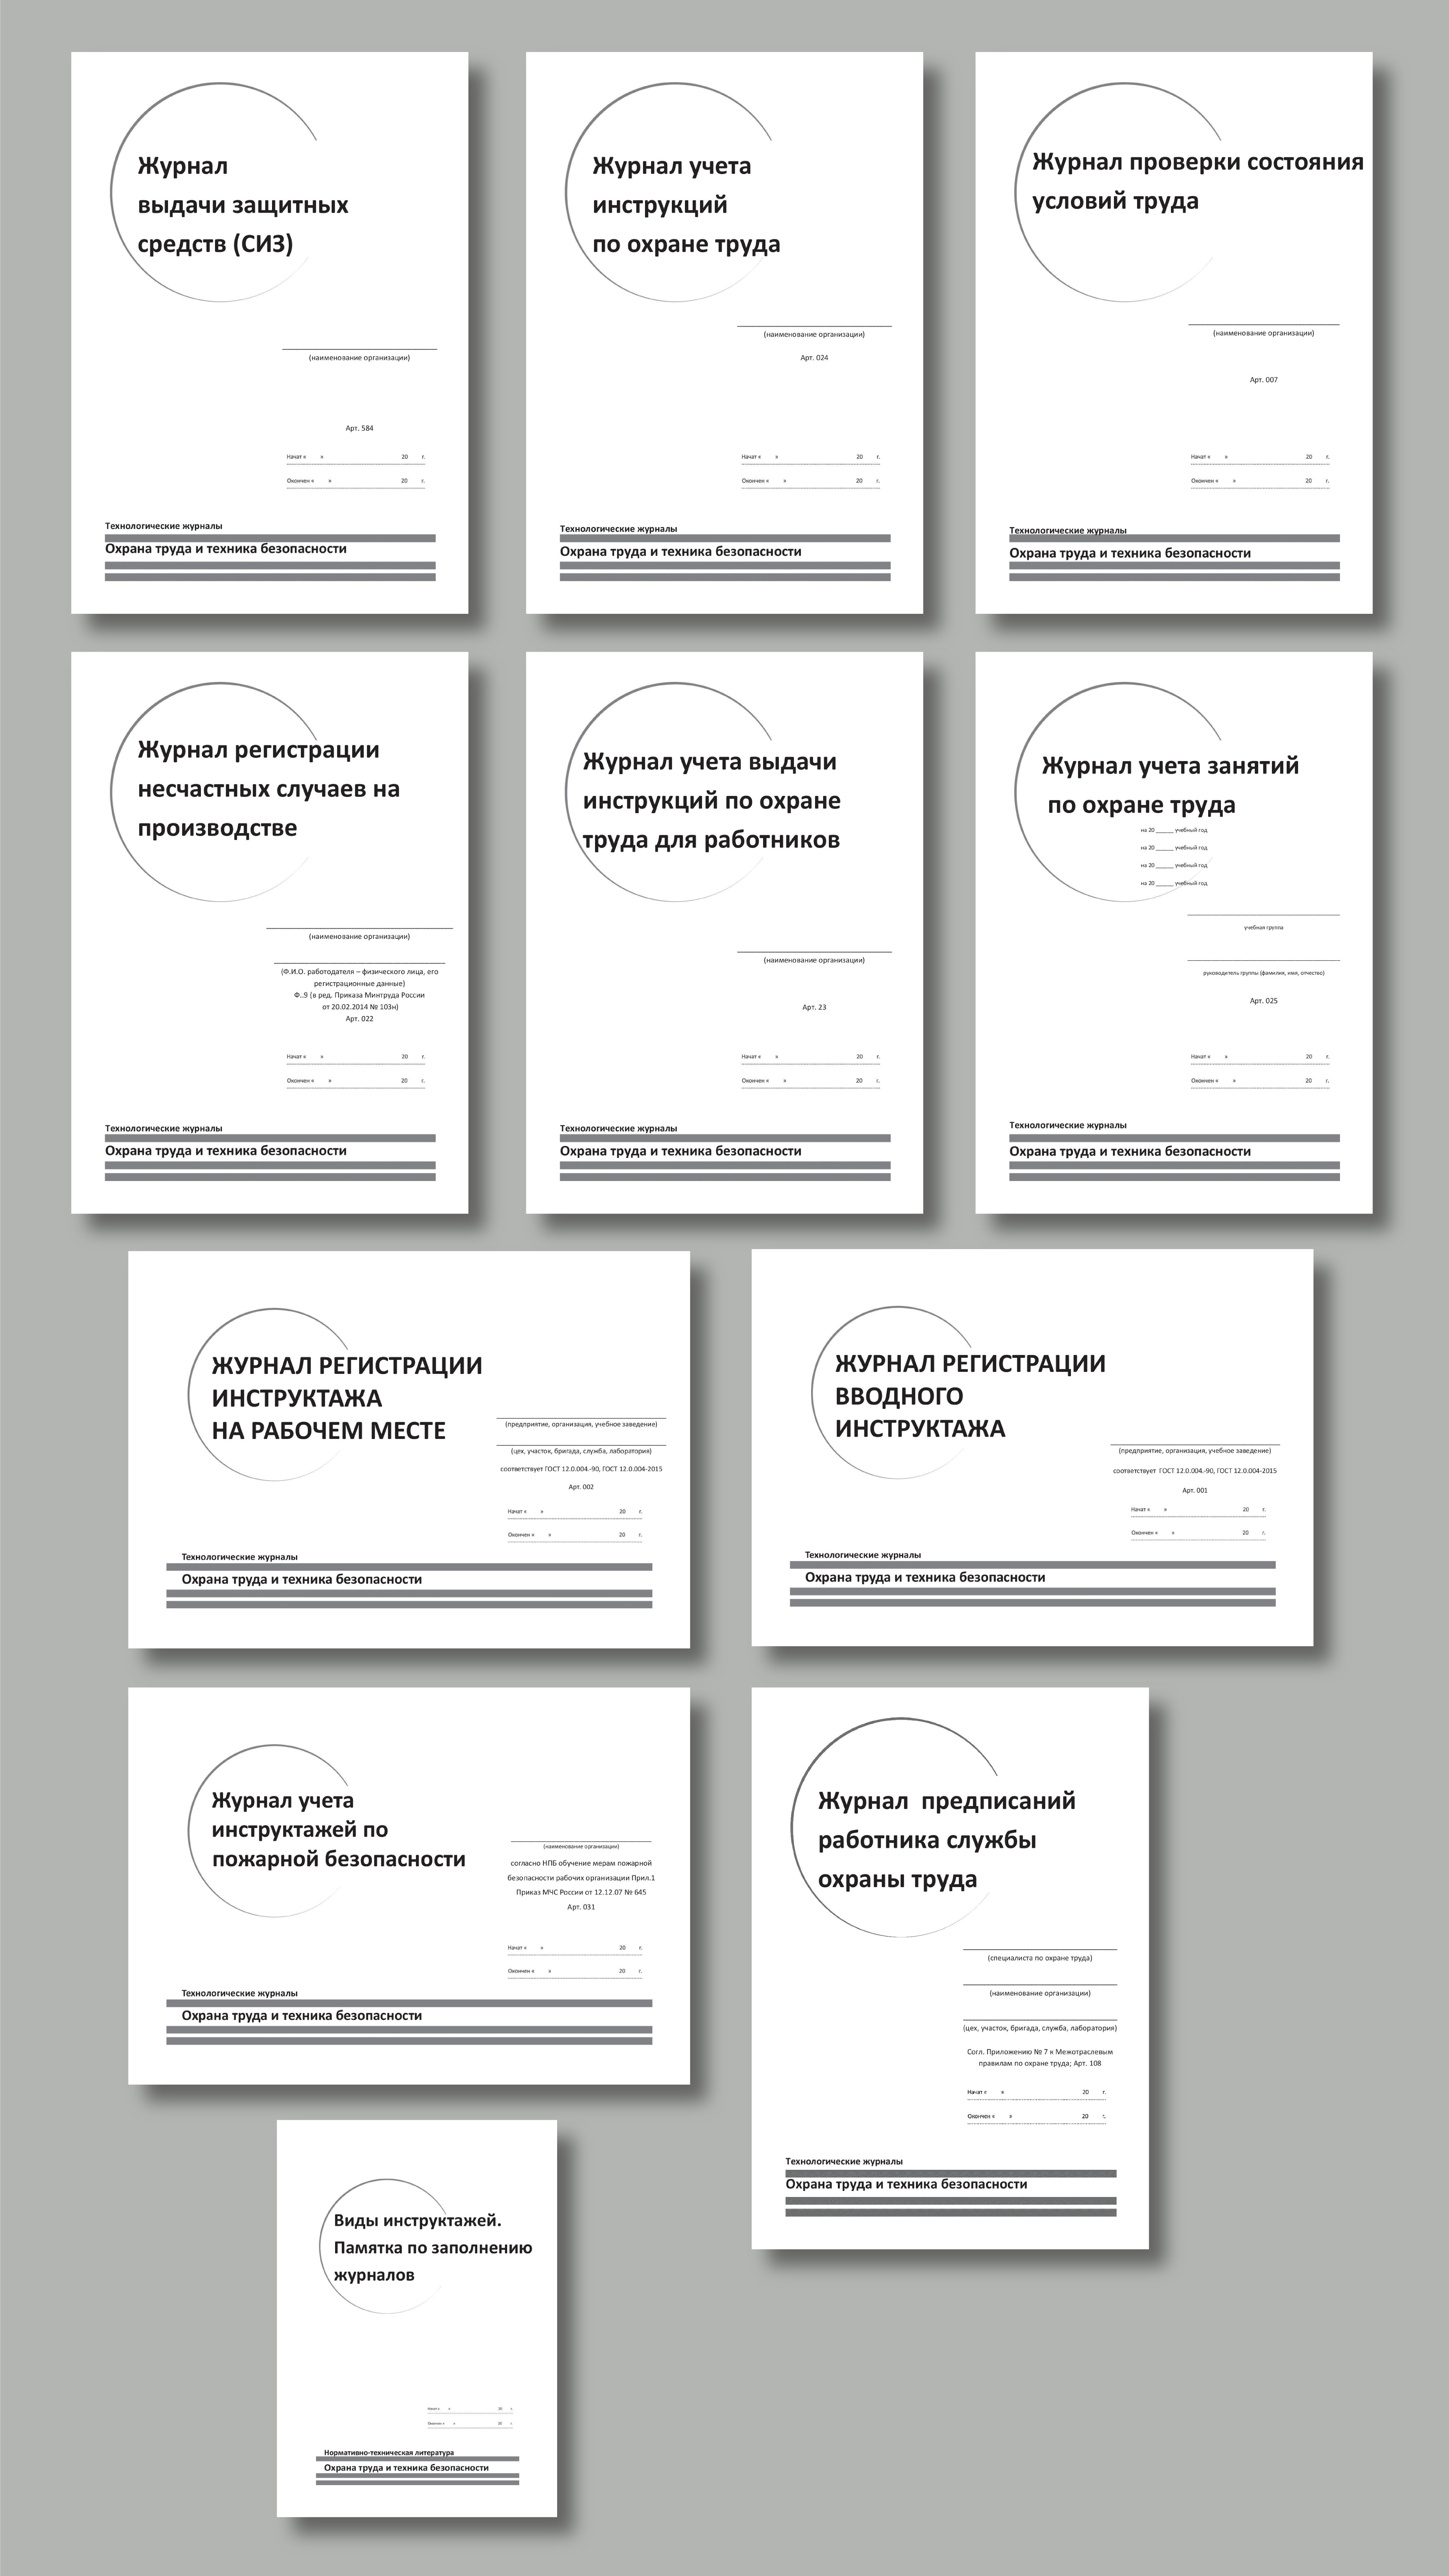 Журнал
выдачи защитных
средств (СИЗ)
(наименование организации)
Арт. 584
Начат « » 20 г.
Окончен « » 20 г.
Технологические журналы
Охрана труда и техника безопасности
Журнал учета
инструкций
по охране труда
(наименование организации)
Арт. 024
Начат « » 20 г.
Окончен « » 20 г.
Технологические журналы
Охрана труда и техника безопасности
Журнал проверки состояния
условий труда
(наименование организации)
Арт. 007
Начат « » 20 г.
Окончен « » 20 г.
Технологические журналы
Охрана труда и техника безопасности
Журнал регистрации
несчастных случаев на
производстве
(наименование организации)
(Ф.И.О. работодателя – физического лица, его
регистрационные данные)
Ф..9 (в ред. Приказа Минтруда России
от 20.02.2014 № 103н)
Арт. 022
Начат « » 20 г.
Окончен « » 20 г.
Технологические журналы
Охрана труда и техника безопасности
Журнал учета выдачи
инструкций по охране
труда для работников
(наименование организации)
Арт. 23
Начат « » 20 г.
Окончен « » 20 г.
Технологические журналы
Охрана труда и техника безопасности
Журнал учета занятий
по охране труда
на 20 ______ учебный год
на 20 ______ учебный год
на 20 ______ учебный год
на 20 ______ учебный год
учебная группа
руководитель группы (фамилия, имя, отчество)
Арт. 025
Начат « » 20 г.
Окончен « » 20 г.
Технологические журналы
Охрана труда и техника безопасности
ЖУРНАЛ РЕГИСТРАЦИИ
ИНСТРУКТАЖА
НА РАБОЧЕМ МЕСТЕ
(предприятие, организация, учебное заведение)
(цех, участок, бригада, служба, лаборатория)
соответствует ГОСТ 12.0.004.-90, ГОСТ 12.0.004-2015
Арт. 002
Начат « » 20 г.
Окончен « » 20 г.
Технологические журналы
Охрана труда и техника безопасности
ЖУРНАЛ РЕГИСТРАЦИИ
ВВОДНОГО
ИНСТРУКТАЖА
(предприятие, организация, учебное заведение)
соответствует ГОСТ 12.0.004.-90, ГОСТ 12.0.004-2015
Арт. 001
Начат « » 20 г.
Окончен « » 20 г.
Технологические журналы
Охрана труда и техника безопасности
Журнал учета
инструктажей по
пожарной безопасности
(наименование организации)
согласно НПБ обучение мерам пожарной
безопасности рабочих организации Прил.1
Приказ МЧС России от 12.12.07 № 645
Арт. 031
Начат « » 20 г.
Окончен « » 20 г.
Технологические журналы
Охрана труда и техника безопасности
Журнал предписаний
работника службы
охраны труда
(специалиста по охране труда)
(наименование организации)
(цех, участок, бригада, служба, лаборатория)
Согл. Приложению № 7 к Межотраслевым
правилам по охране труда; Арт. 108
Начат « » 20 г.
Окончен « » 20 г.
Технологические журналы
Охрана труда и техника безопасности
Виды инструктажей.
Памятка по заполнению
журналов
Начат « » 20 г.
Окончен « » 20 г.
Нормативно-техническая литература
Охрана труда и техника безопасности